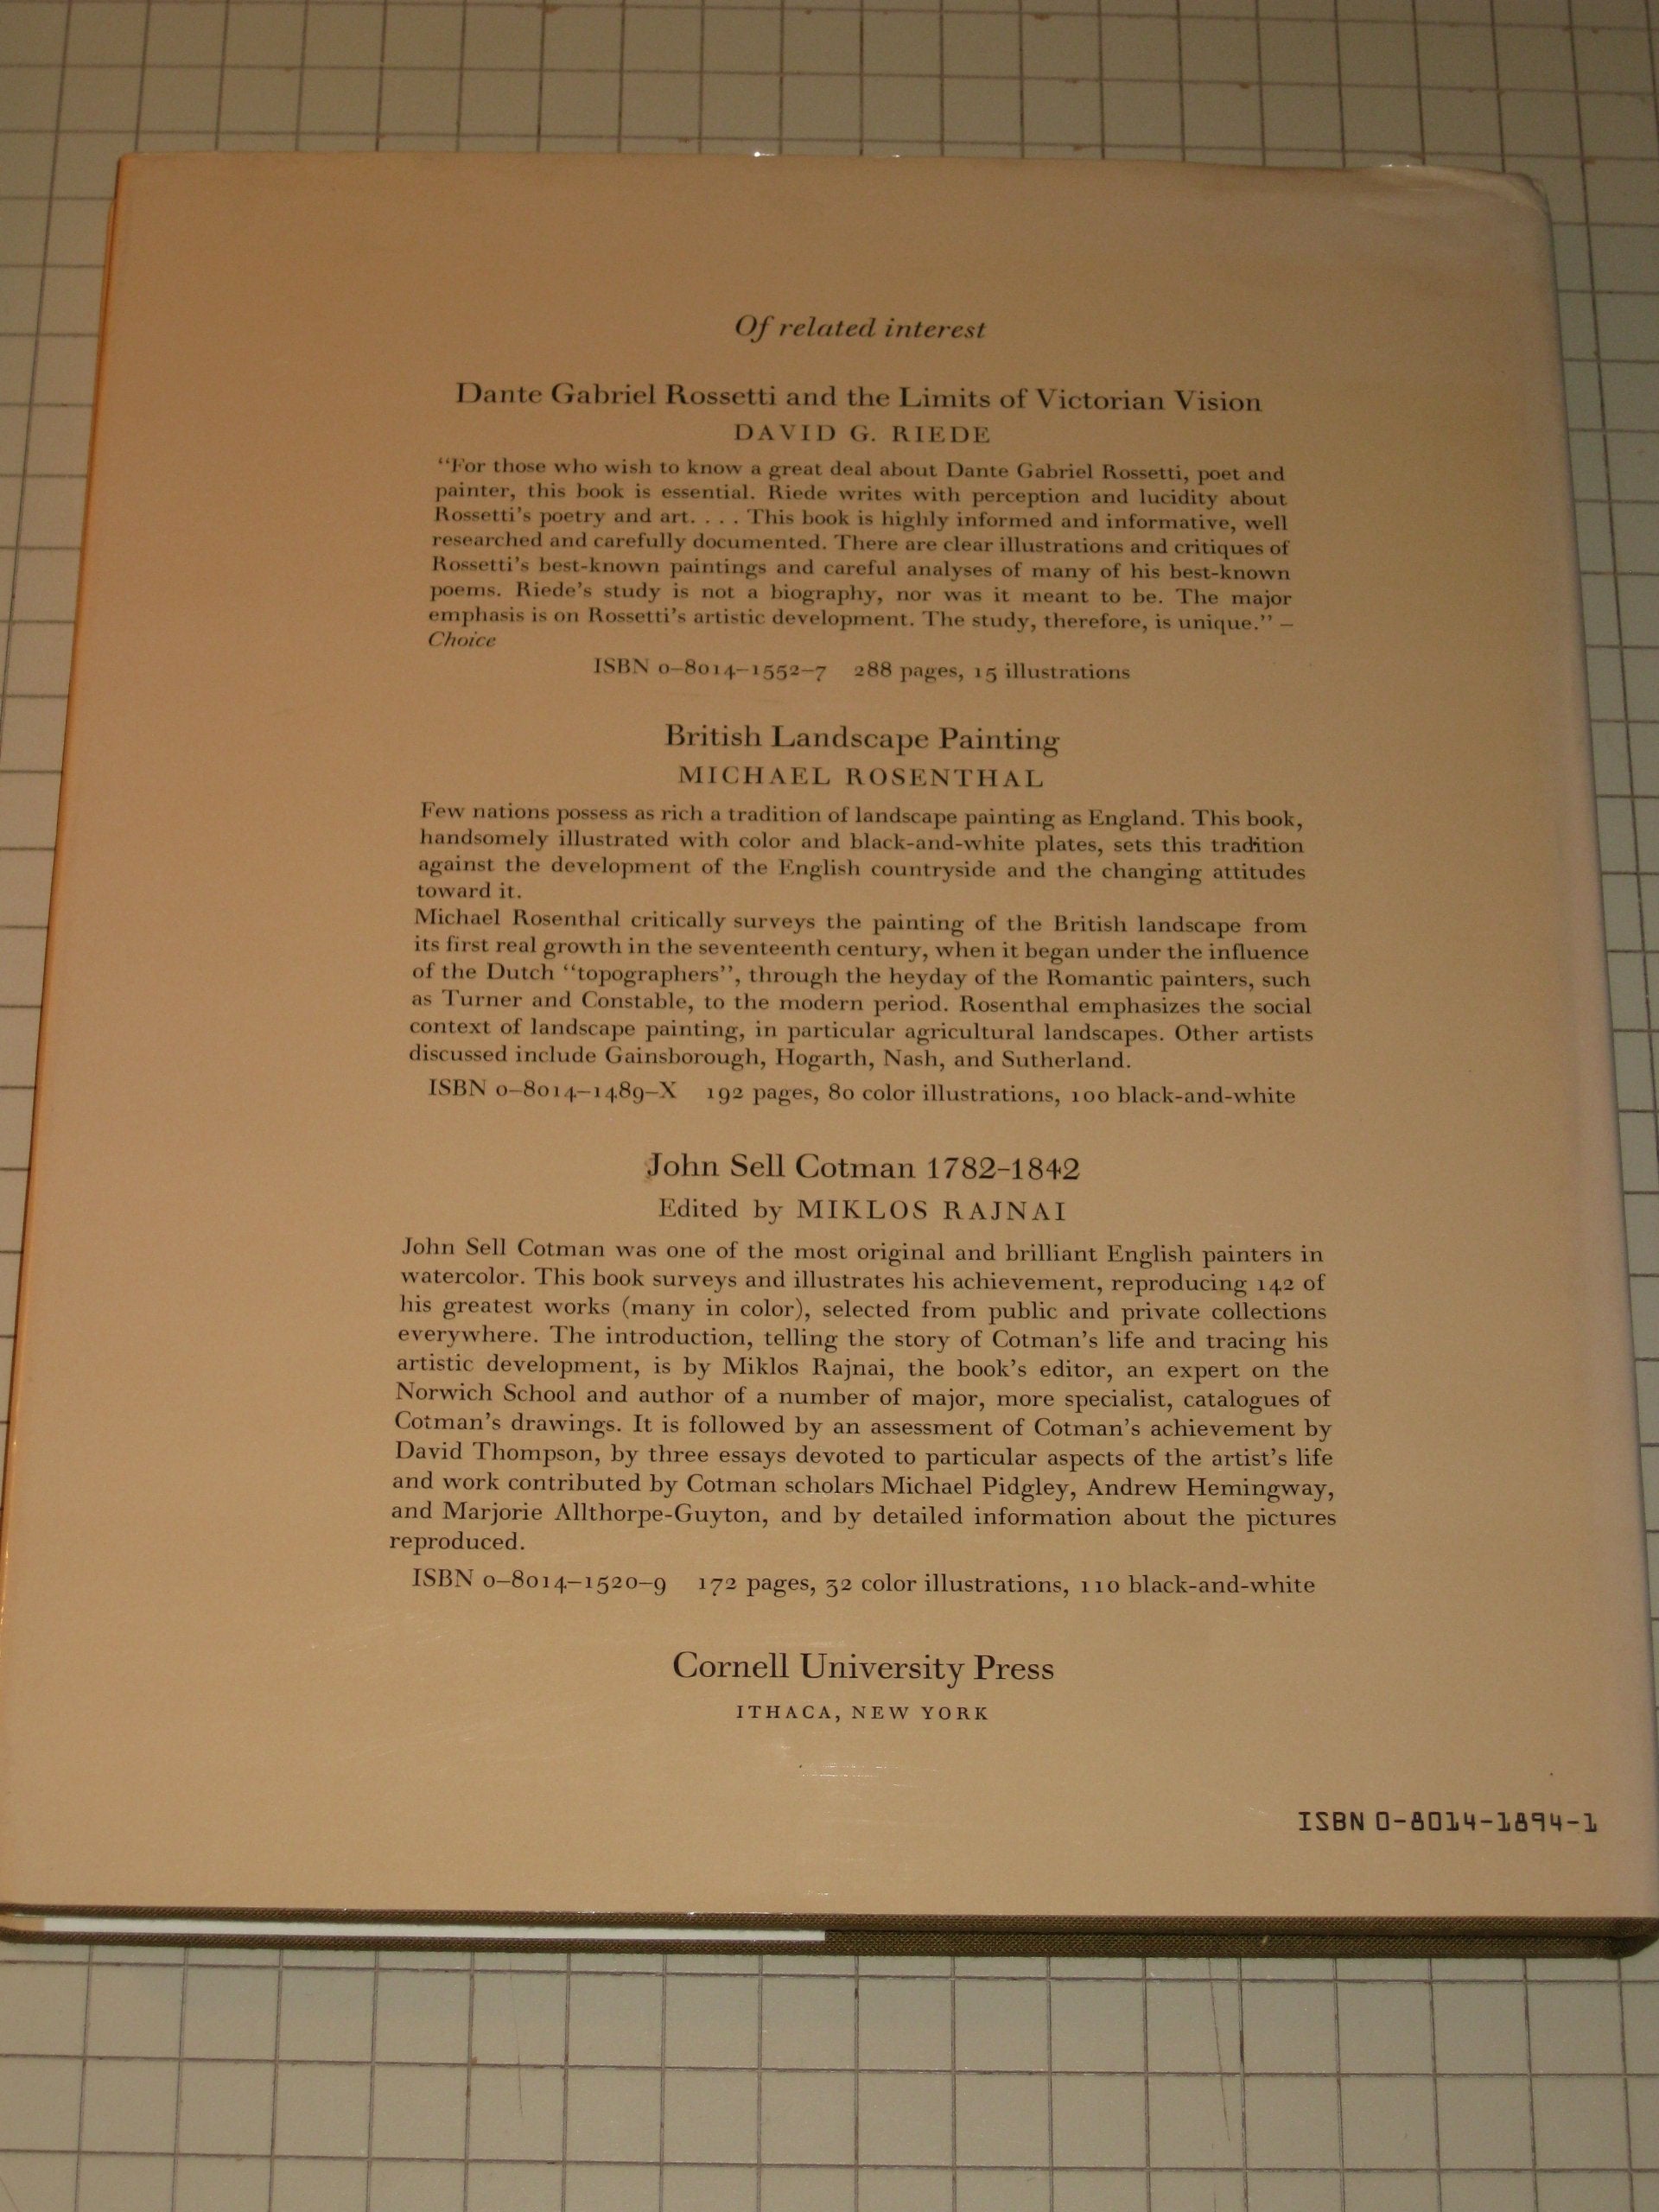 Of related interest
Dante Gabriel Rossetti and the Limits of Victorian Vision
DAVID G. RIEDE
“For those who wish to know a great deal about Dante Gabriel Rossetti, poet and
painter, this book is essential. Riede writes with perception and lucidity about
Rossetti’s poetry and art. . . . This book is highly informed and informative, well
researched and carefully documented. There are clear illustrations and critiques of
Rossetti’s best-known paintings and careful analyses of many of his best-known
poems. Riede’s study is not a biography, nor was it meant to be. The major
emphasis is on Rossetti’s artistic development. The study, therefore, is unique.” –
Choice
ISBN 0–8014–1552–7 288 pages, 15 illustrations
British Landscape Painting
MICHAEL ROSENTHAL
Few nations possess as rich a tradition of landscape painting as England. This book,
handsomely illustrated with color and black-and-white plates, sets this tradition
against the development of the English countryside and the changing attitudes
toward it.
Michael Rosenthal critically surveys the painting of the British landscape from
its first real growth in the seventeenth century, when it began under the influence
of the Dutch “topographers”, through the heyday of the Romantic painters, such
as Turner and Constable, to the modern period. Rosenthal emphasizes the social
context of landscape painting, in particular agricultural landscapes. Other artists
discussed include Gainsborough, Hogarth, Nash, and Sutherland.
ISBN 0–8014–1489–X 192 pages, 80 color illustrations, 100 black-and-white
John Sell Cotman 1782–1842
Edited by MIKLOS RAJNAI
John Sell Cotman was one of the most original and brilliant English painters in
watercolor. This book surveys and illustrates his achievement, reproducing 142 of
his greatest works (many in color), selected from public and private collections
everywhere. The introduction, telling the story of Cotman’s life and tracing his
artistic development, is by Miklos Rajnai, the book’s editor, an expert on the
Norwich School and author of a number of major, more specialist, catalogues of
Cotman’s drawings. It is followed by an assessment of Cotman’s achievement by
David Thompson, by three essays devoted to particular aspects of the artist’s life
and work contributed by Cotman scholars Michael Pidgley, Andrew Hemingway,
and Marjorie Allthorpe-Guyton, and by detailed information about the pictures
reproduced.
ISBN 0–8014–1520–9 172 pages, 32 color illustrations, 110 black-and-white
Cornell University Press
ITHACA, NEW YORK
ISBN 0-8014-1894-1